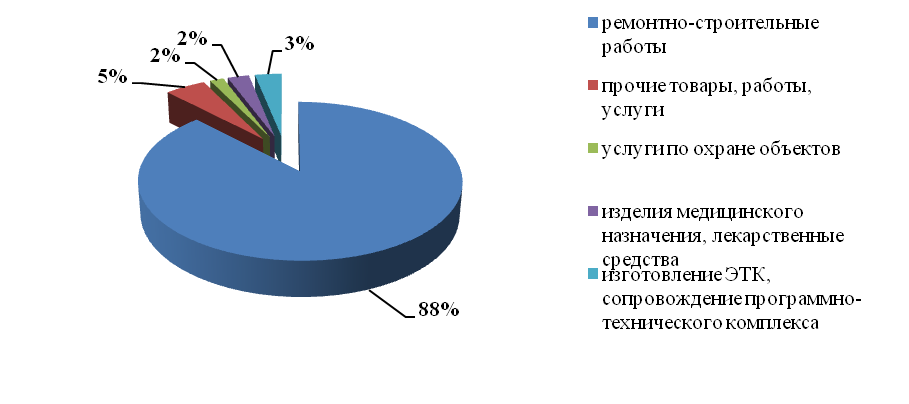 2%
3%
2%
5%
88%
ремонтно-строительные
работы
прочие товары, работы,
услуги
услуги по охране объектов
изделия медицинского
назначения, лекарственные
средства
изготовление ЭТК,
сопровождение программно-
технического комплекса